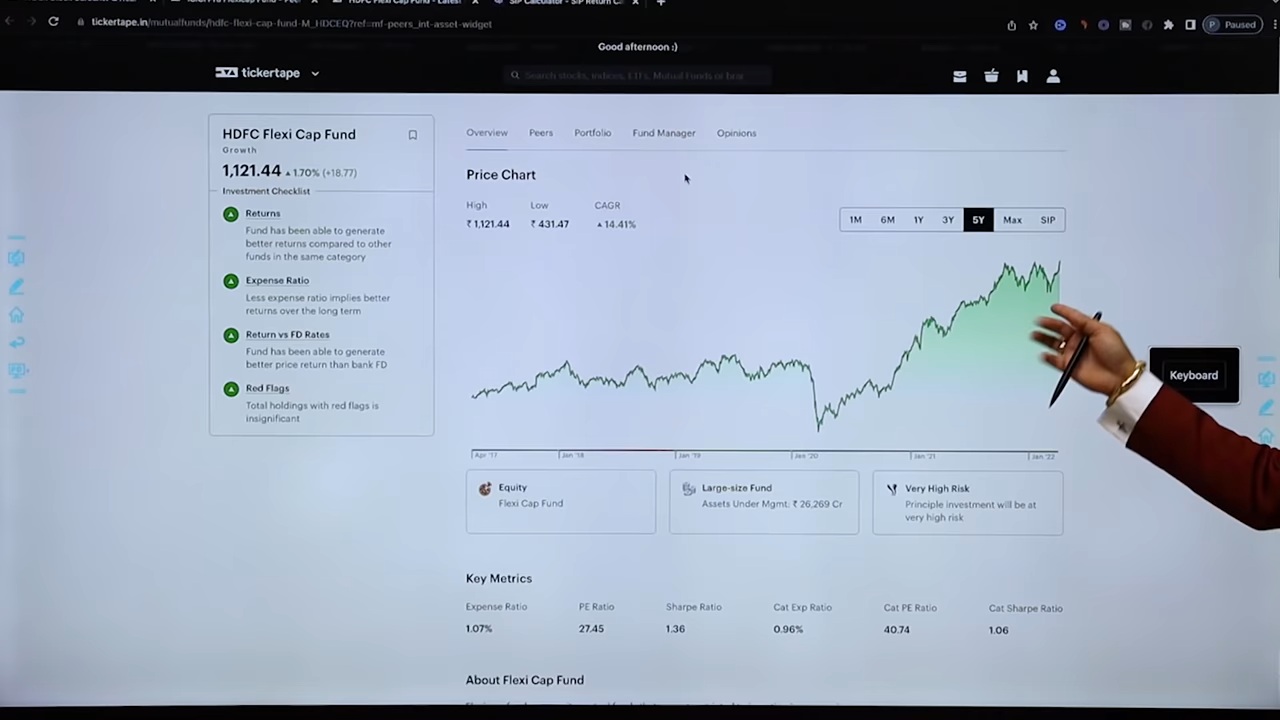 tickertape.in/mutualfunds/hdfc-flexi-cap-fund-M_HDCEQ?ref=mf-peers_int-asset-widget
P Paused
Good afternoon :)
tickertape
Search stocks, indices, ETFs, Mutual Funds or
HDFC Flexi Cap Fund
Growth
1,121.44 ▲1.70% (+18.77)
Investment Checklist
Returns
Fund has been able to generate
better returns compared to other
funds in the same category
Expense Ratio
Less expense ratio implies better
returns over the long term
Return vs FD Rates
Fund has been able to generate
better price return than bank FD
Red Flags
Total holdings with red flags is
insignificant
Overview Peers Portfolio Fund Manager Opinions
Price Chart
High Low CAGR
₹ 1,121.44 ₹ 431.47 ▲14.41%
1M 6M 1Y 3Y 5Y Max SIP
Apr '17 Jan '18 Jan '19 Jan '20 Jan '21 Jan '22
Keyboard
Equity
Flexi Cap Fund
Large-size Fund
Assets Under Mgmt: ₹ 26,269 Cr
Very High Risk
Principle investment will be at
very high risk
Key Metrics
Expense Ratio PE Ratio Sharpe Ratio Cat Exp Ratio Cat PE Ratio Cat Sharpe Ratio
1.07% 27.45 1.36 0.96% 40.74 1.06
About Flexi Cap Fund